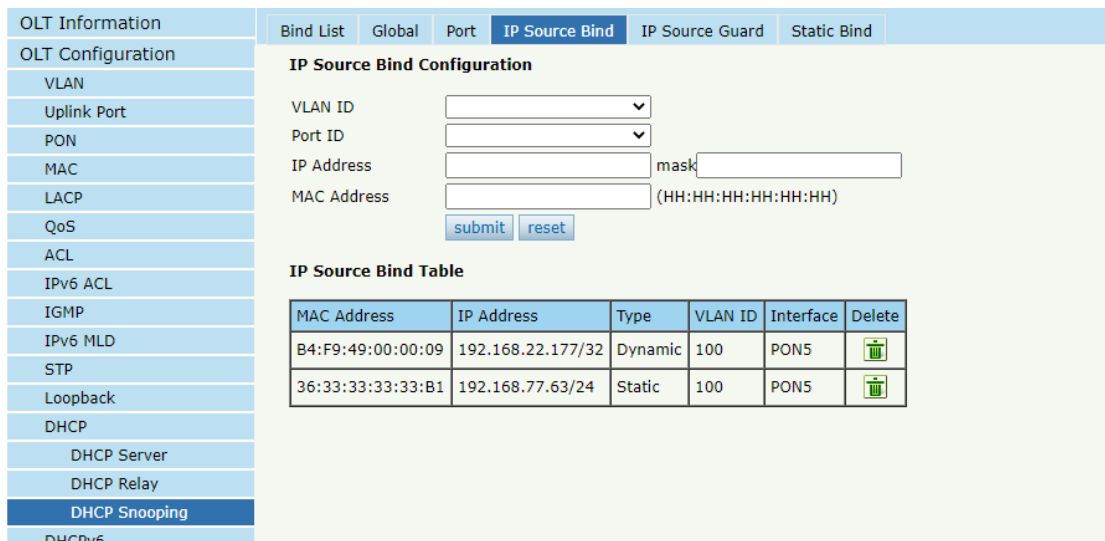 OLT Information
OLT Configuration
VLAN
Uplink Port
PON
MAC
LACP
QoS
ACL
IPv6 ACL
IGMP
IPv6 MLD
STP
Loopback
DHCP
DHCP Server
DHCP Relay
DHCP Snooping
DHCPv6
Bind List Global Port IP Source Bind IP Source Guard Static Bind
IP Source Bind Configuration
VLAN ID
Port ID
IP Address mask
MAC Address (HH:HH:HH:HH:HH:HH)
submit reset
IP Source Bind Table
MAC Address IP Address Type VLAN ID Interface Delete
B4:F9:49:00:00:09 192.168.22.177/32 Dynamic 100 PON5
36:33:33:33:33:B1 192.168.77.63/24 Static 100 PON5